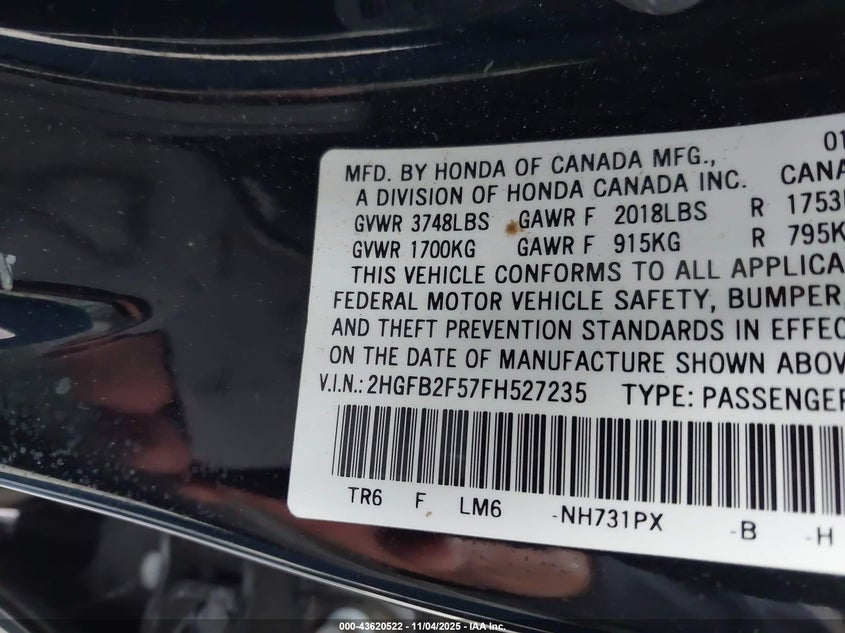 01
MFD. BY HONDA OF CANADA MFG.,
A DIVISION OF HONDA CANADA INC. CANA
GVWR 3748LBS GAWR F 2018LBS R 1753
GVWR 1700KG GAWR F 915KG R 795K
THIS VEHICLE CONFORMS TO ALL APPLICA
FEDERAL MOTOR VEHICLE SAFETY, BUMPER,
AND THEFT PREVENTION STANDARDS IN EFFEC
ON THE DATE OF MANUFACTURE SHOWN ABOV
V.I.N.: 2HGFB2F57FH527235 TYPE: PASSENGER
TR6 F LM6 -NH731PX -B -H
000-43620522 - 11/04/2025 - IAA Inc.